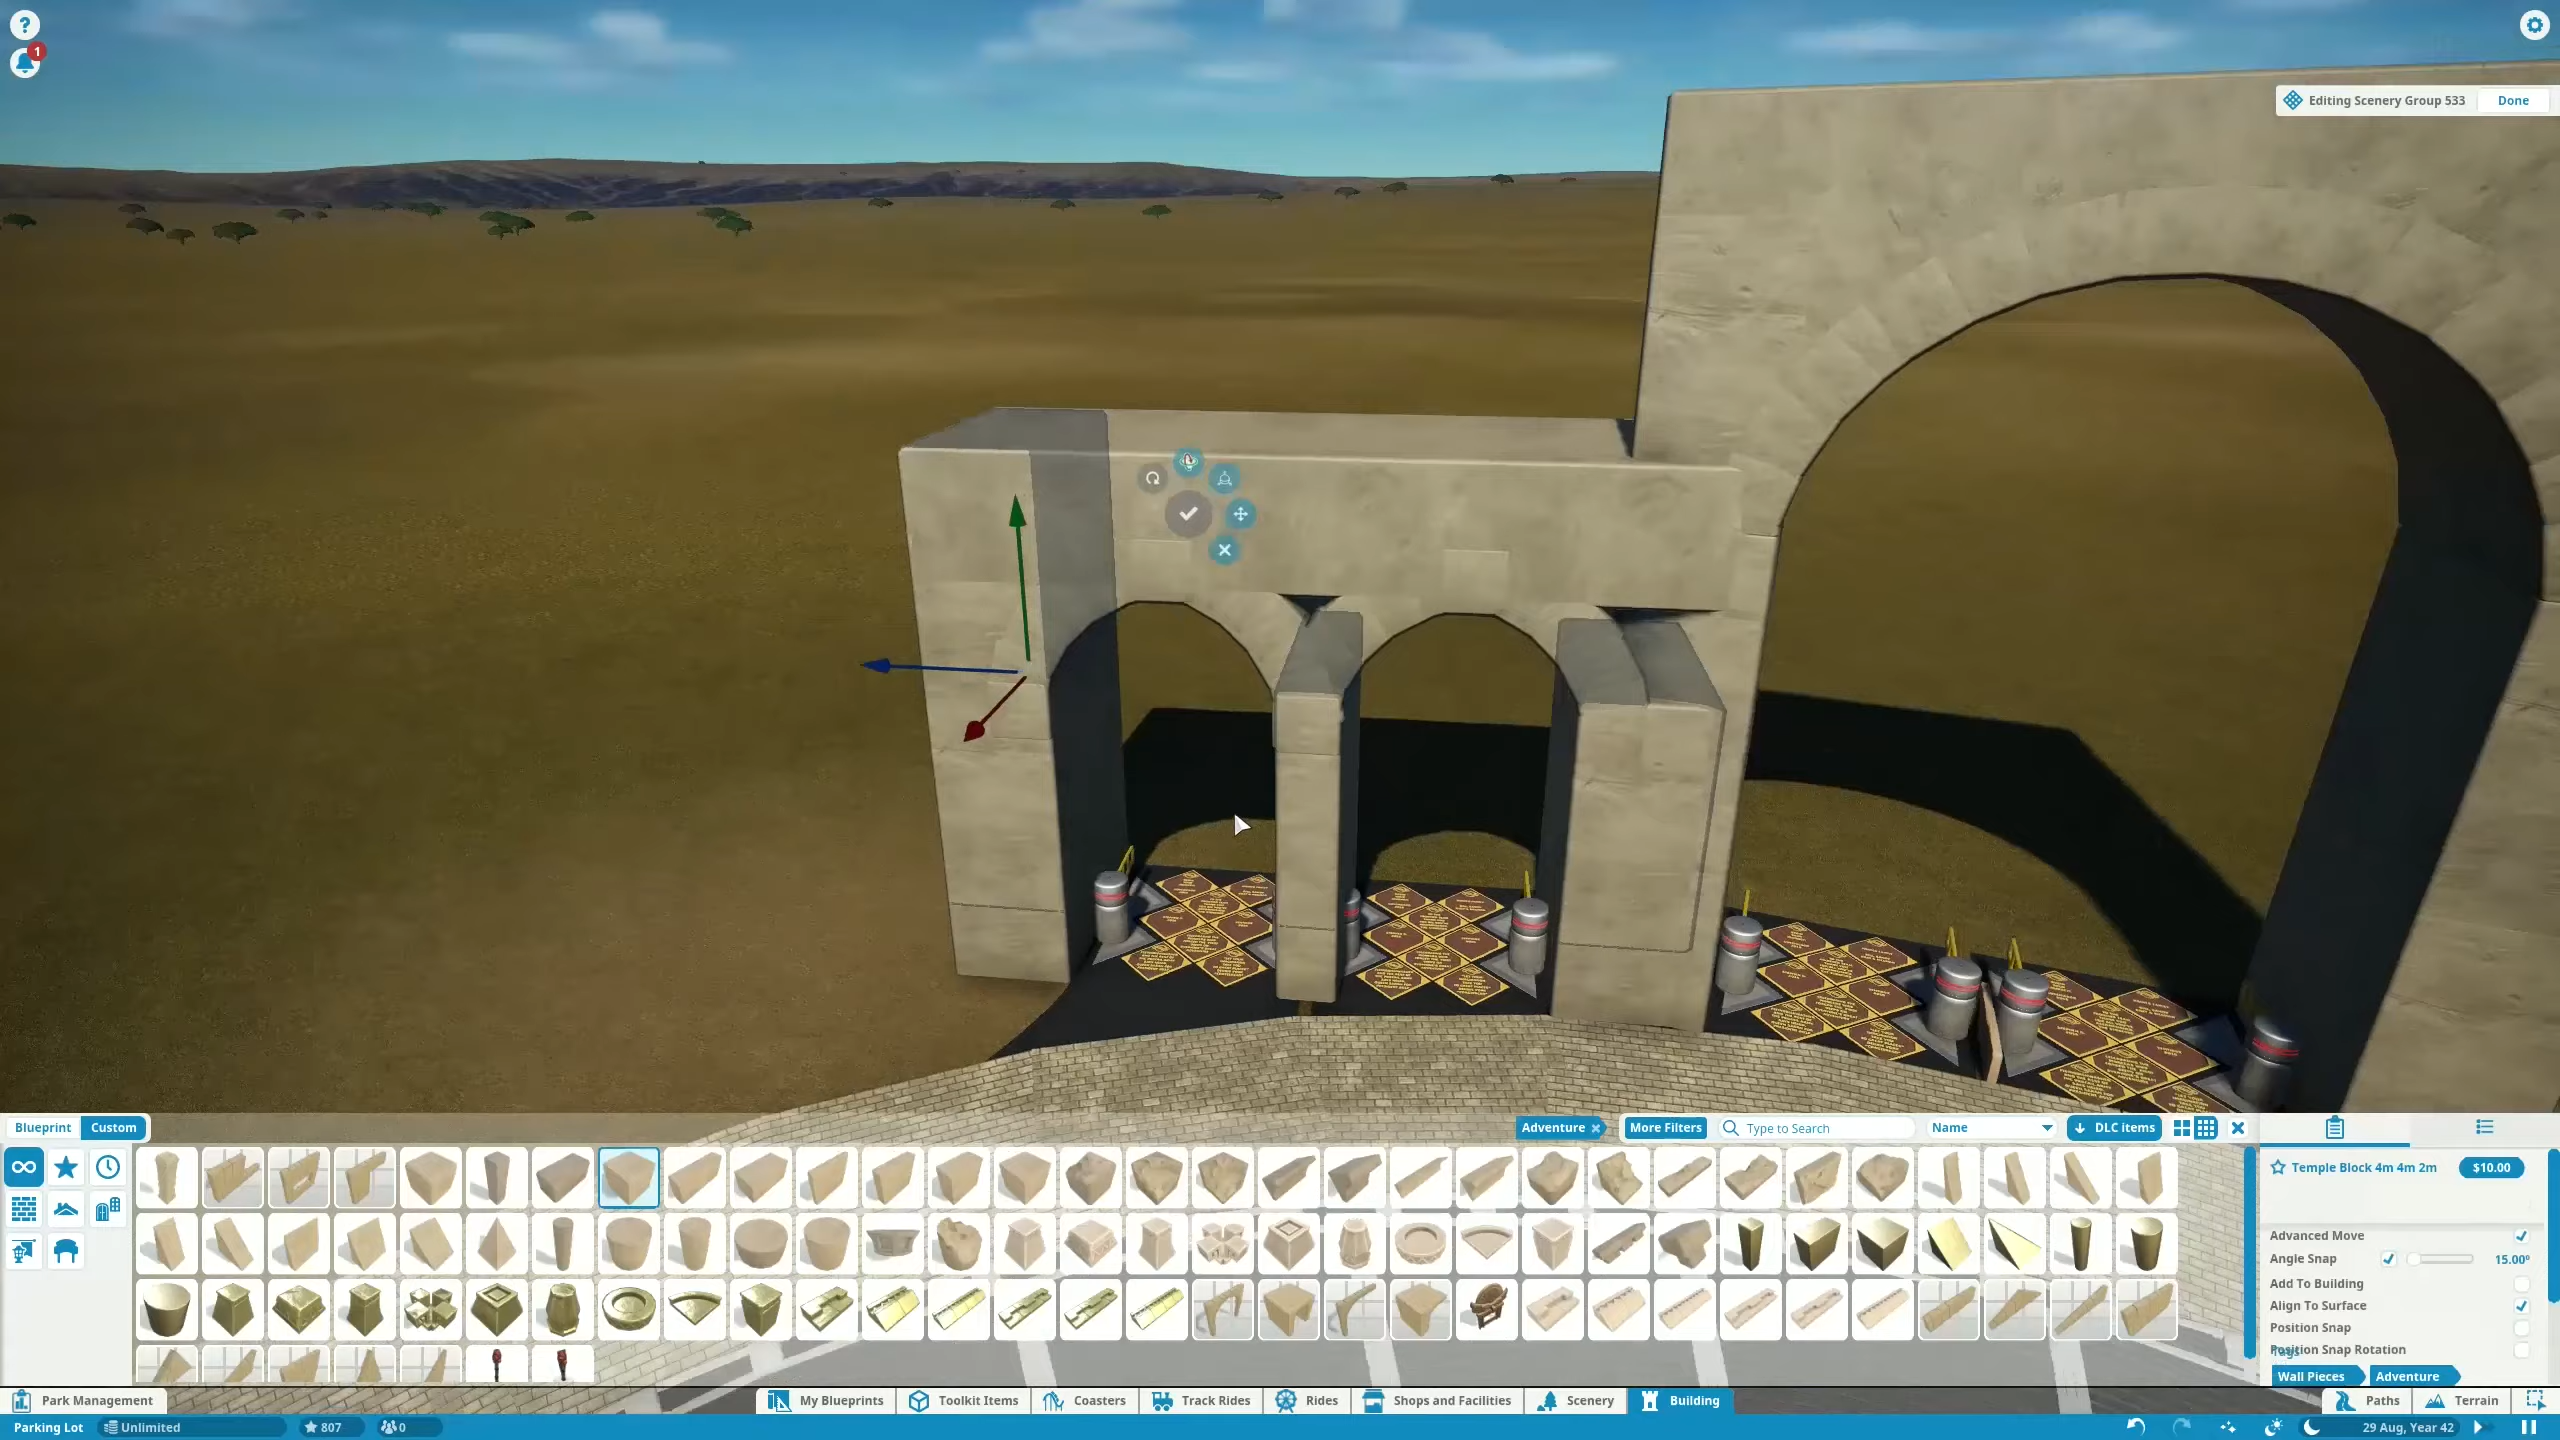 ?
1
Editing Scenery Group 533
Done
Blueprint
Custom
Adventure
More Filters
Type to Search
Name
DLC items
Temple Block 4m 4m 2m
$10.00
Advanced Move
Angle Snap
15.00°
Add To Building
Align To Surface
Position Snap
Position Snap Rotation
Tags
Wall Pieces
Adventure
Park Management
My Blueprints
Toolkit Items
Coasters
Track Rides
Rides
Shops and Facilities
Scenery
Building
Paths
Terrain
Parking Lot
Unlimited
807
0
29 Aug, Year 42